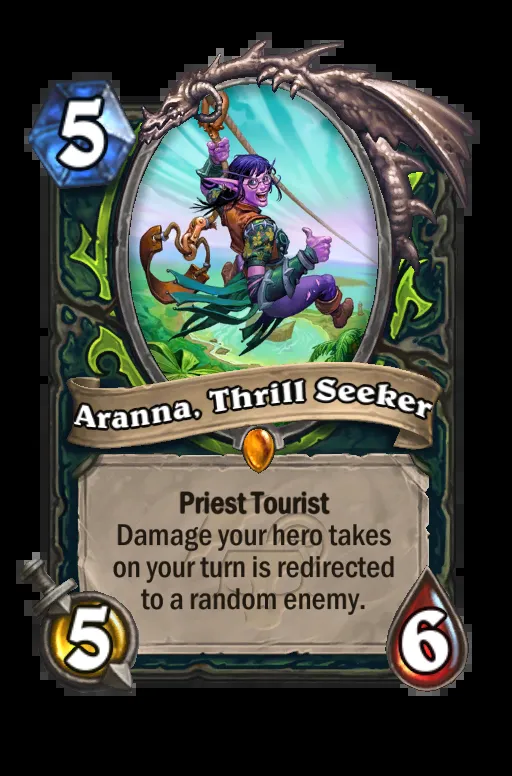 5
Aranna, Thrill Seeker
Priest Tourist
Damage your hero takes
on your turn is redirected
to a random enemy.
5
6